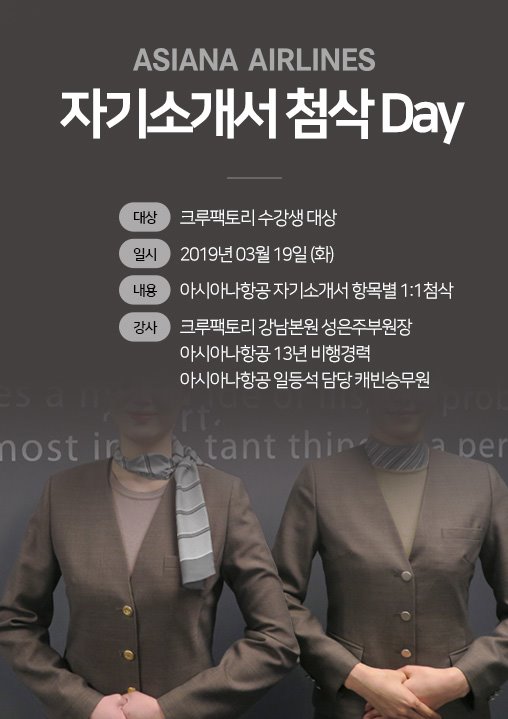 ASIANA AIRLINES
자기소개서 첨삭 Day
대상 크루팩토리 수강생 대상
일시 2019년 03월 19일 (화)
내용 아시아나항공 자기소개서 항목별 1:1첨삭
강사 크루팩토리 강남본원 성은주부원장
아시아나항공 13년 비행경력
아시아나항공 일등석 담당 캐빈승무원
most tant thing a per